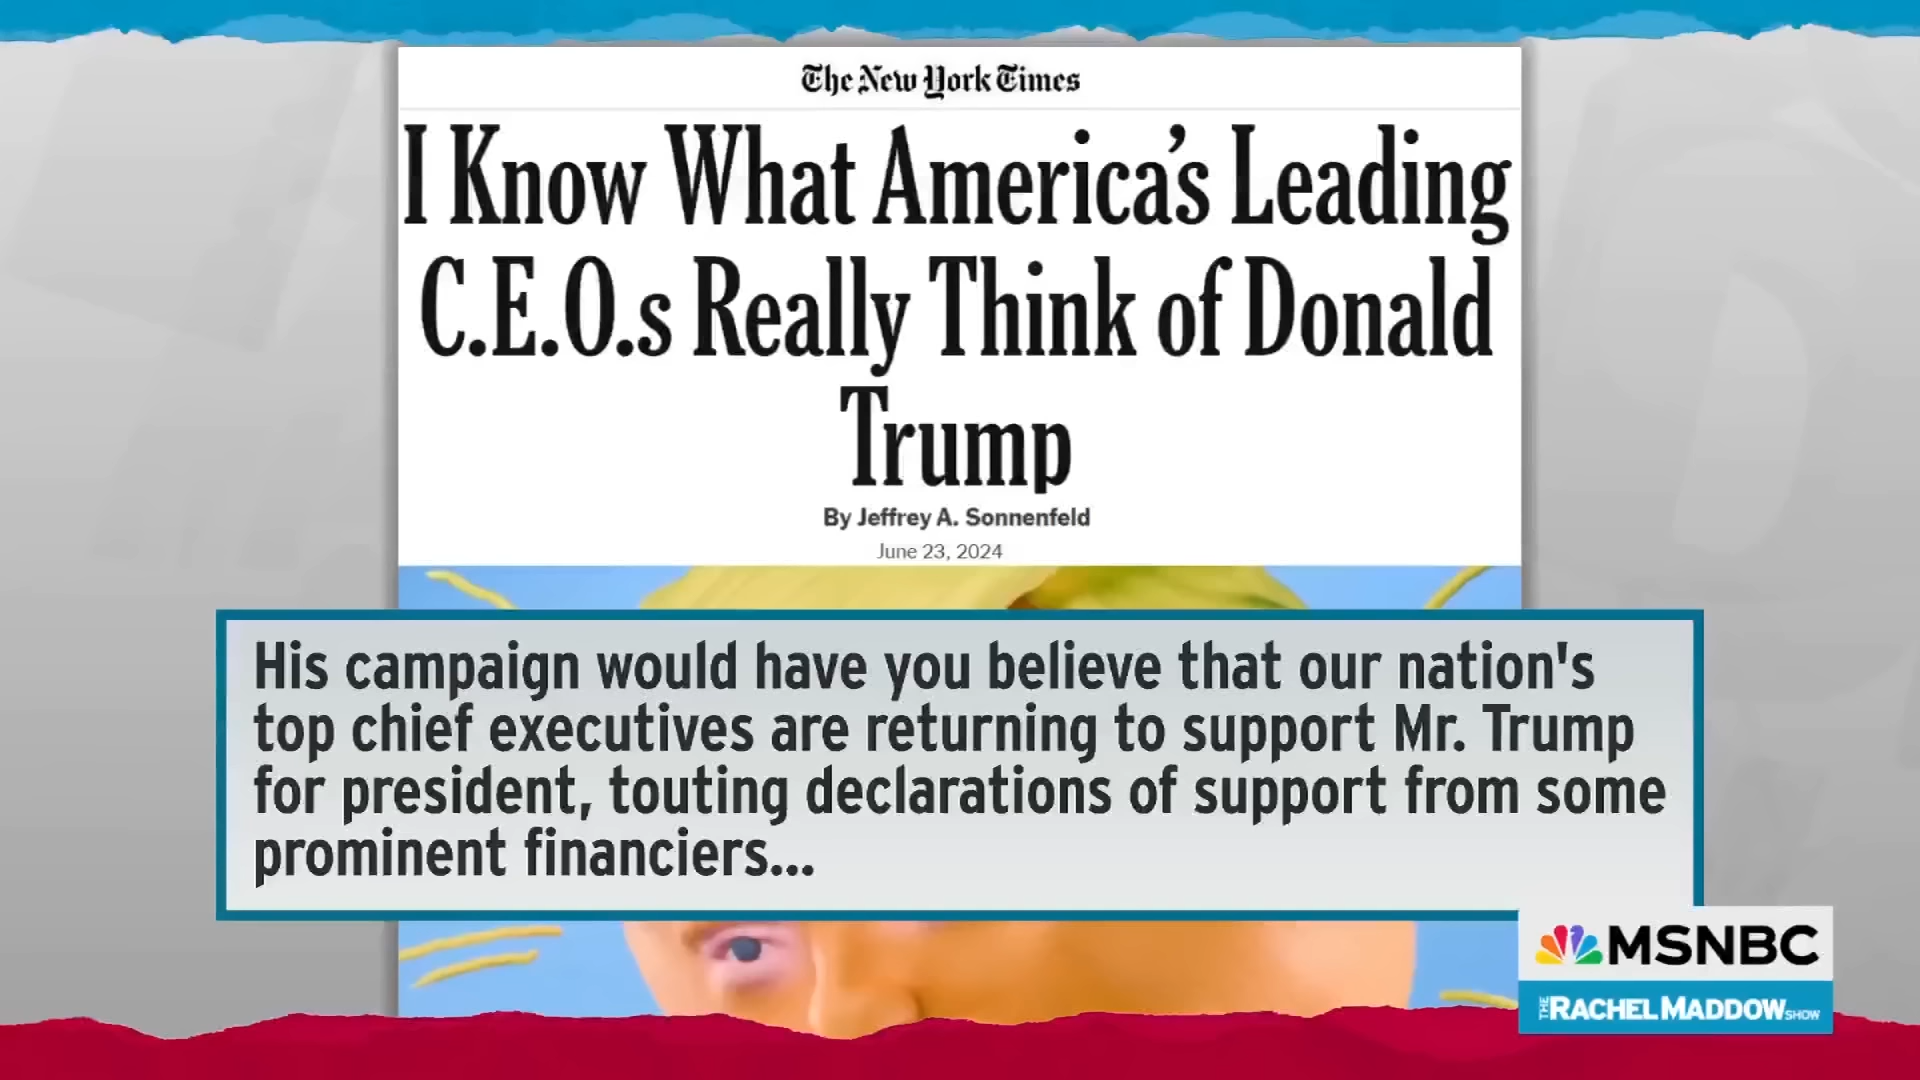 The New York Times
I Know What America's Leading
C.E.O.s Really Think of Donald
Trump
By Jeffrey A. Sonnenfeld
June 23, 2024
His campaign would have you believe that our nation's
top chief executives are returning to support Mr. Trump
for president, touting declarations of support from some
prominent financiers...
MSNBC
THE RACHEL MADDOW SHOW